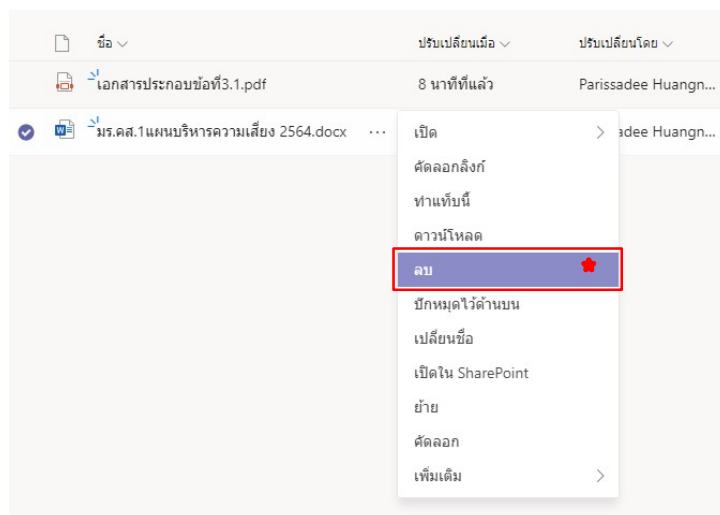 ชื่อ ปรับเปลี่ยนเมื่อ ปรับเปลี่ยนโดย
เอกสารประกอบข้อที่3.1.pdf 8 นาทีที่แล้ว Parissadee Huangn...
มร.คส.1แผนบริหารความเสี่ยง 2564.docx ... adee Huangn...
เปิด
คัดลอกลิงก์
ทำแท็บนี้
ดาวน์โหลด
ลบ
ปักหมุดไว้ด้านบน
เปลี่ยนชื่อ
เปิดใน SharePoint
ย้าย
คัดลอก
เพิ่มเติม